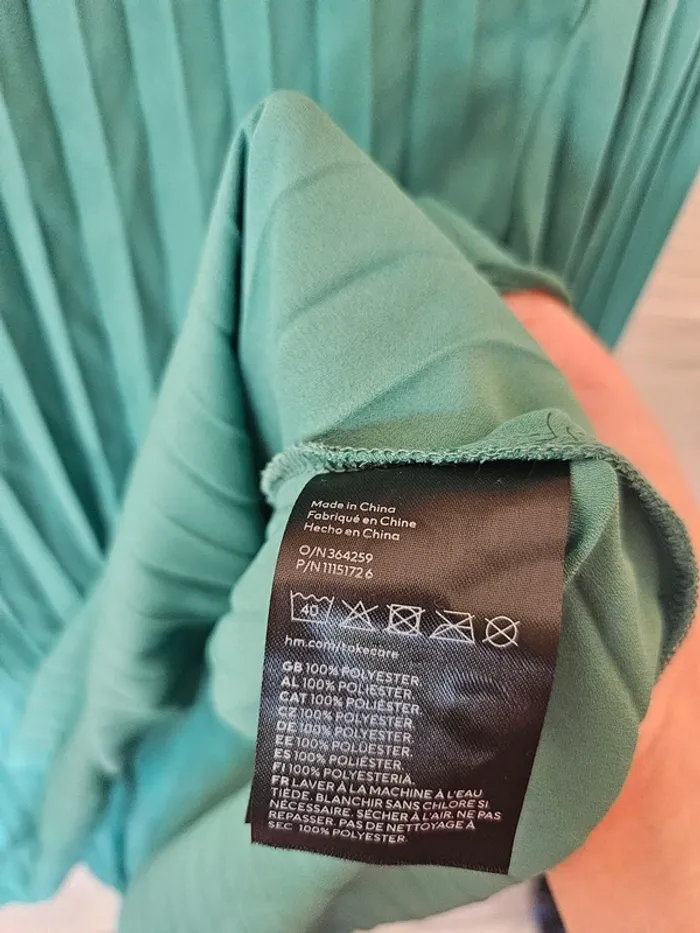 Made in China
Fabriqué en Chine
Hecho en China
O/N364259
P/N11151726
40
hm.com/takecare
GB 100% POLYESTER
AL 100% POLIESTER.
CAT 100% POLIÉSTER.
CZ 100% POLYESTER.
DE 100% POLYESTER.
EE 100% POLÜESTER.
ES 100% POLIÉSTER.
FI 100% POLYESTERIÄ
FR LAVER À LA MACHINE À L'EAU
TIÈDE. BLANCHIR SANS CHLORE SI
NÉCESSAIRE. SÉCHER À L'AIR. NE PAS
REPASSER. PAS DE NETTOYAGE À
SEC 100% POLYESTER.